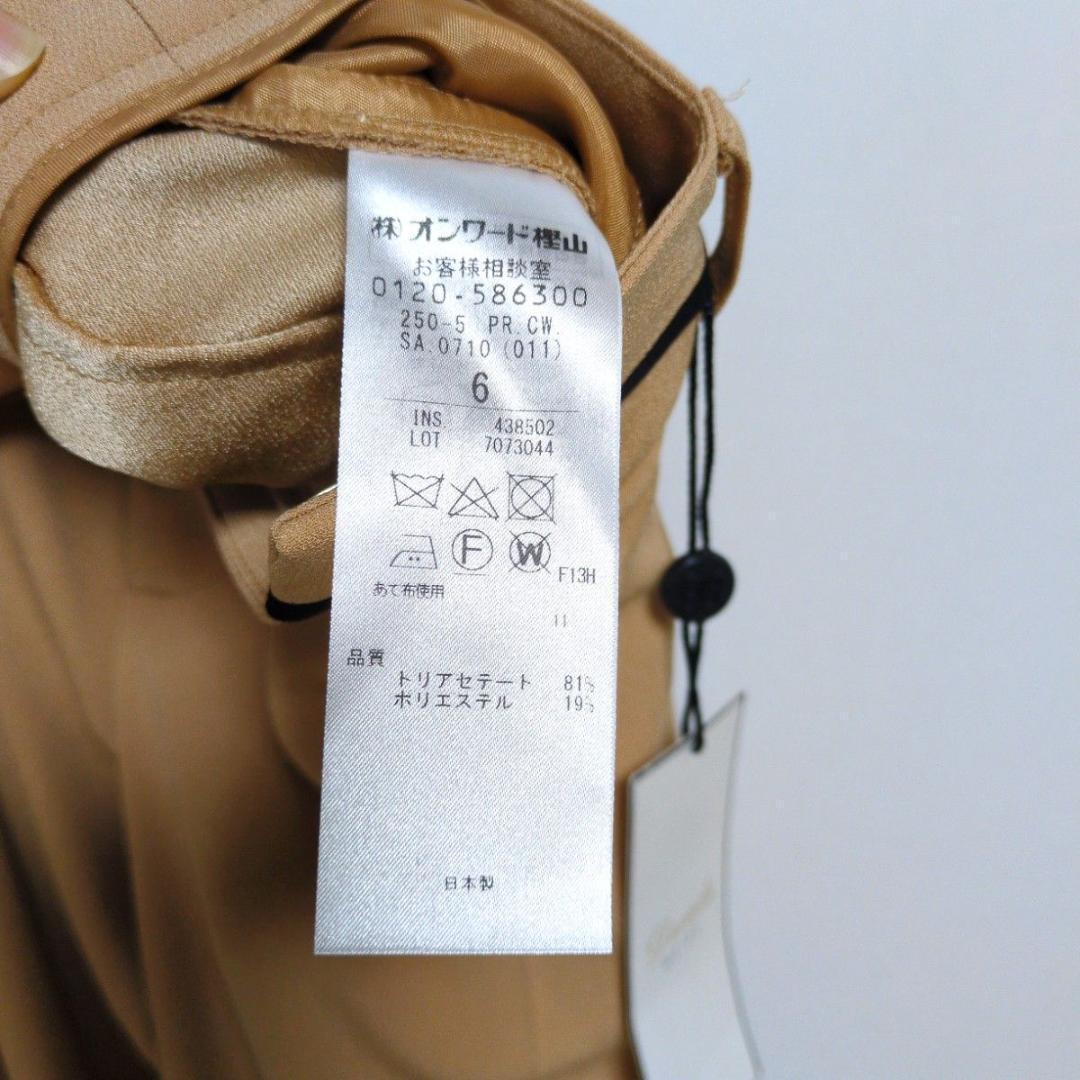 ㈱オンワード樫山
お客様相談室
0120-586300
250-5 PR.CW.
SA.0710 (011)
6
INS 438502
LOT 7073044
F W F13H
あて布使用
11
品質
トリアセテート 81%
ポリエステル 19%
日本製